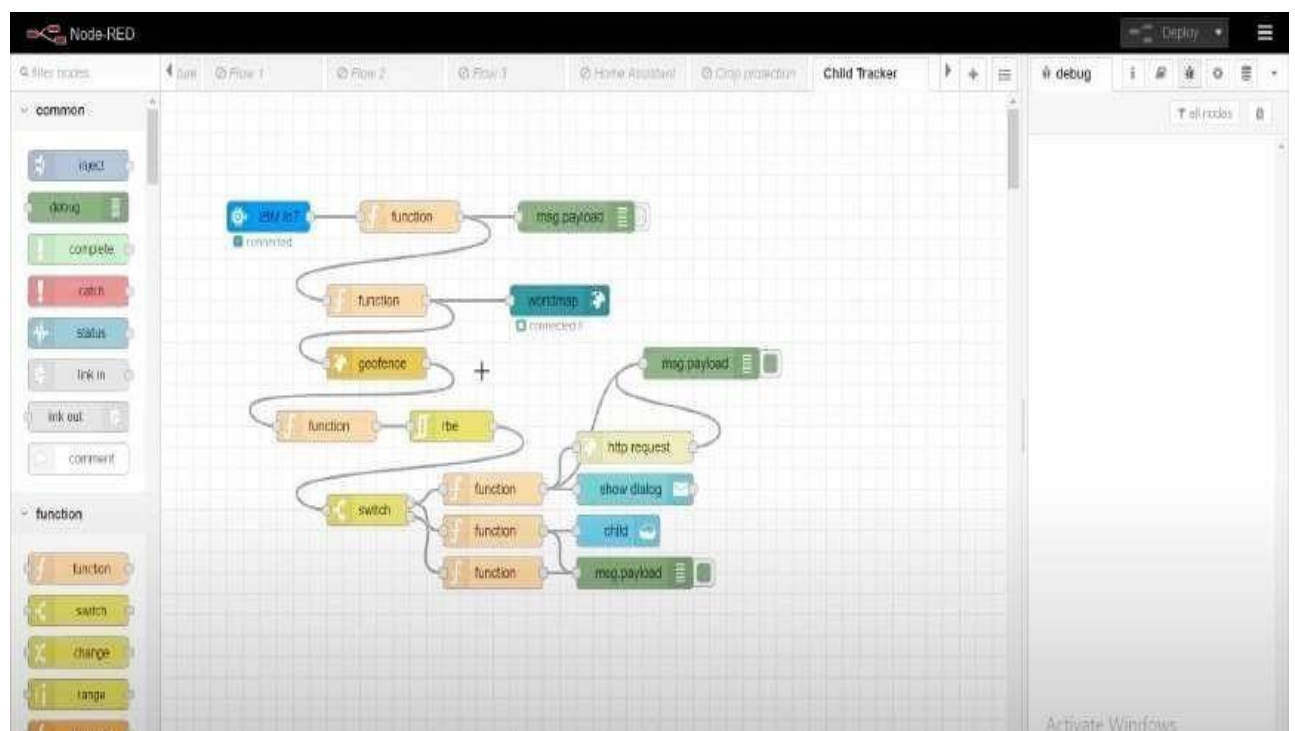 Node-RED
Deploy
filter nodes
Flow 1
Flow 2
Flow 3
Home Assistant
Crop protection
Child Tracker
debug
i
all nodes
common
inject
debug
complete
catch
status
link in
link out
comment
function
function
switch
change
range
IBM IoT
connected
function
msg.payload
function
worldmap
connected
geofence
msg.payload
function
rbe
http request
switch
function
show dialog
function
child
function
msg.payload
Activate Windows